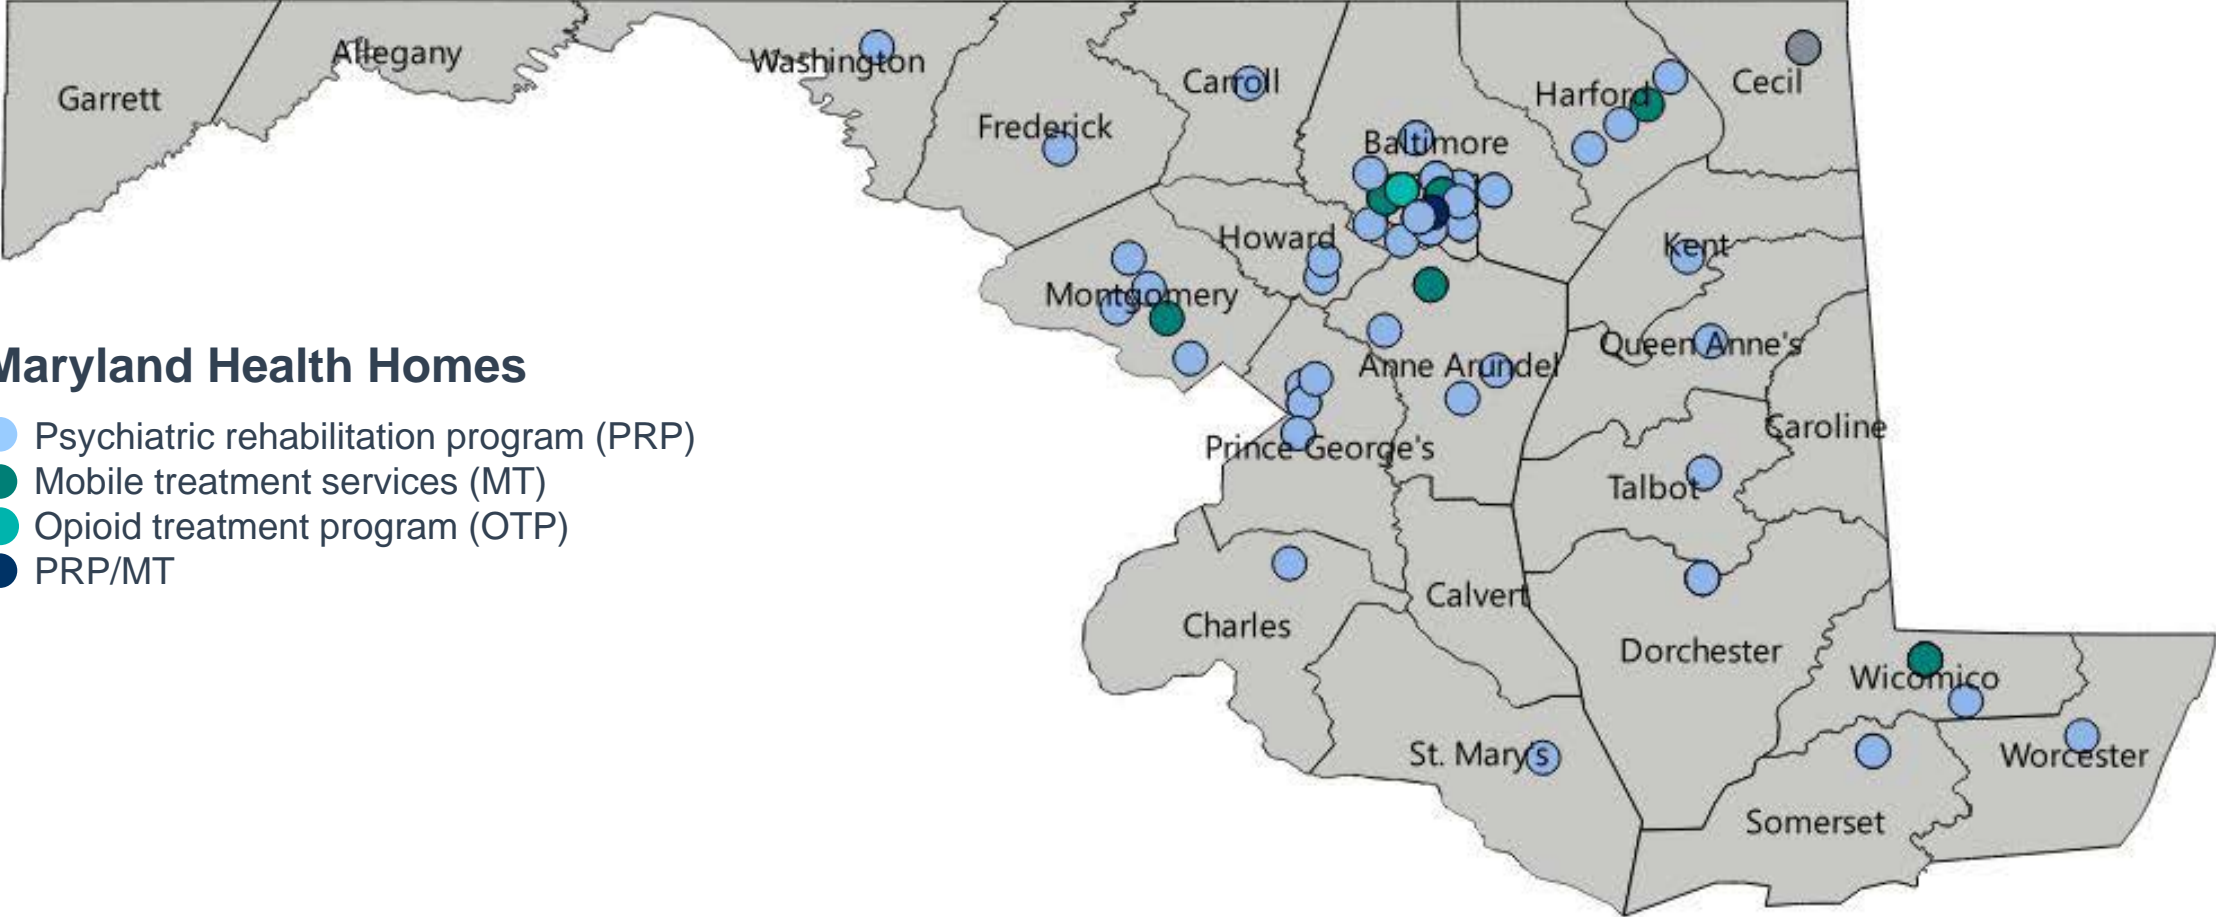 Garrett
Allegany
Washington
Frederick
Carroll
Baltimore
Harford
Cecil
Howard
Montgomery
Kent
Queen Anne's
Anne Arundel
Prince George's
Caroline
Talbot
Calvert
Charles
Dorchester
Wicomico
St. Mary's
Worcester
Somerset
Maryland Health Homes
Psychiatric rehabilitation program (PRP)
Mobile treatment services (MT)
Opioid treatment program (OTP)
PRP/MT